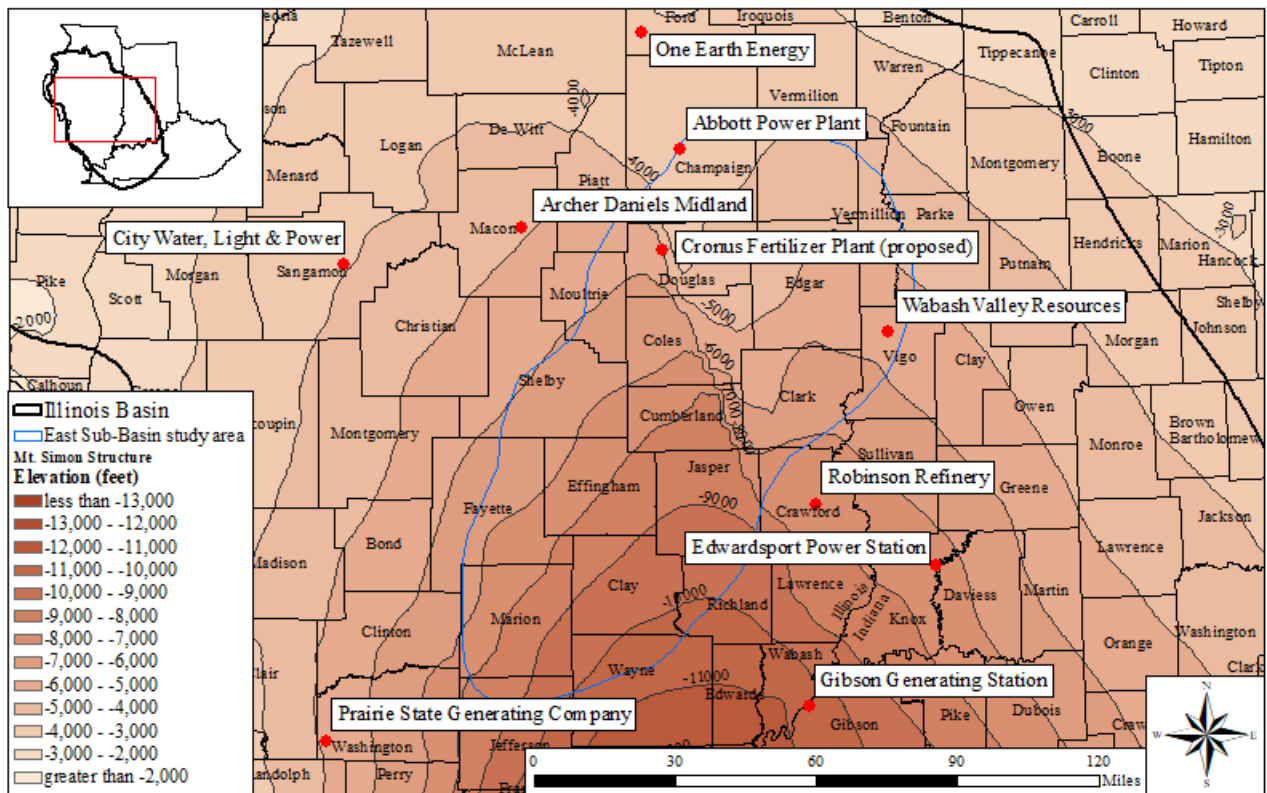 Ford
Iroquois
Benton
Carroll
Howard
Tazewell
McLean
One Earth Energy
Tippecanoe
Warren
Clinton
Tipton
Vermilion
-4000
3000
De Witt
Abbott Power Plant
Fountain
Logan
Hamilton
Boone
Montgomery
Menard
-4000
Champaign
Piatt
Archer Daniels Midland
Vermillion
Parke
-3000
Macon
City Water, Light & Power
Cronus Fertilizer Plant (proposed)
Hendricks
Marion
Hancock
Morgan
Sangamon
Pike
Scott
Douglas
Edgar
Putnam
Moultrie
Wabash Valley Resources
Shelby
-5000
-2000
Christian
Johnson
Coles
Vigo
Clay
Morgan
-6000
Shelby
Calhoun
Clark
Illinois Basin
East Sub-Basin study area
Mt. Simon Structure
Elevation (feet)
less than -13,000
-13,000 - -12,000
-12,000 - -11,000
-11,000 - -10,000
-10,000 - -9,000
-9,000 - -8,000
-8,000 - -7,000
-7,000 - -6,000
-6,000 - -5,000
-5,000 - -4,000
-4,000 - -3,000
-3,000 - -2,000
greater than -2,000
Owen
Cumberland
-7000
-8000
Brown
Bartholomew
Montgomery
Monroe
oupin
Sullivan
Jasper
Robinson Refinery
Effingham
Greene
-9000
Fayette
Crawford
Jackson
Bond
Edwardsport Power Station
Lawrence
Madison
Clay
Lawrence
Illinois
Indiana
Daviess
Martin
-10000
Richland
Marion
Knox
Clinton
Washington
Orange
Wabash
Clair
Wayne
Clark
-11000
Edwards
Gibson Generating Station
Prairie State Generating Company
Gibson
Pike
Dubois
Craw
Washington
Jefferson
Perry
andolph
N
W
E
S
0
30
60
90
120
Miles